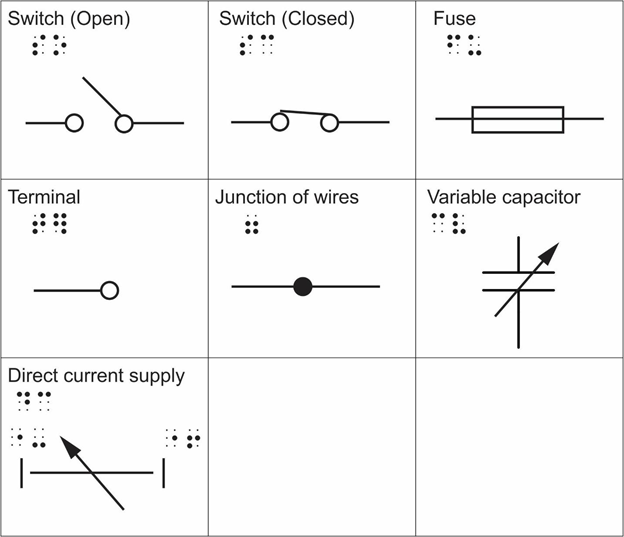 Switch (Open)
Switch (Closed)
Fuse
Terminal
Junction of wires
Variable capacitor
Direct current supply